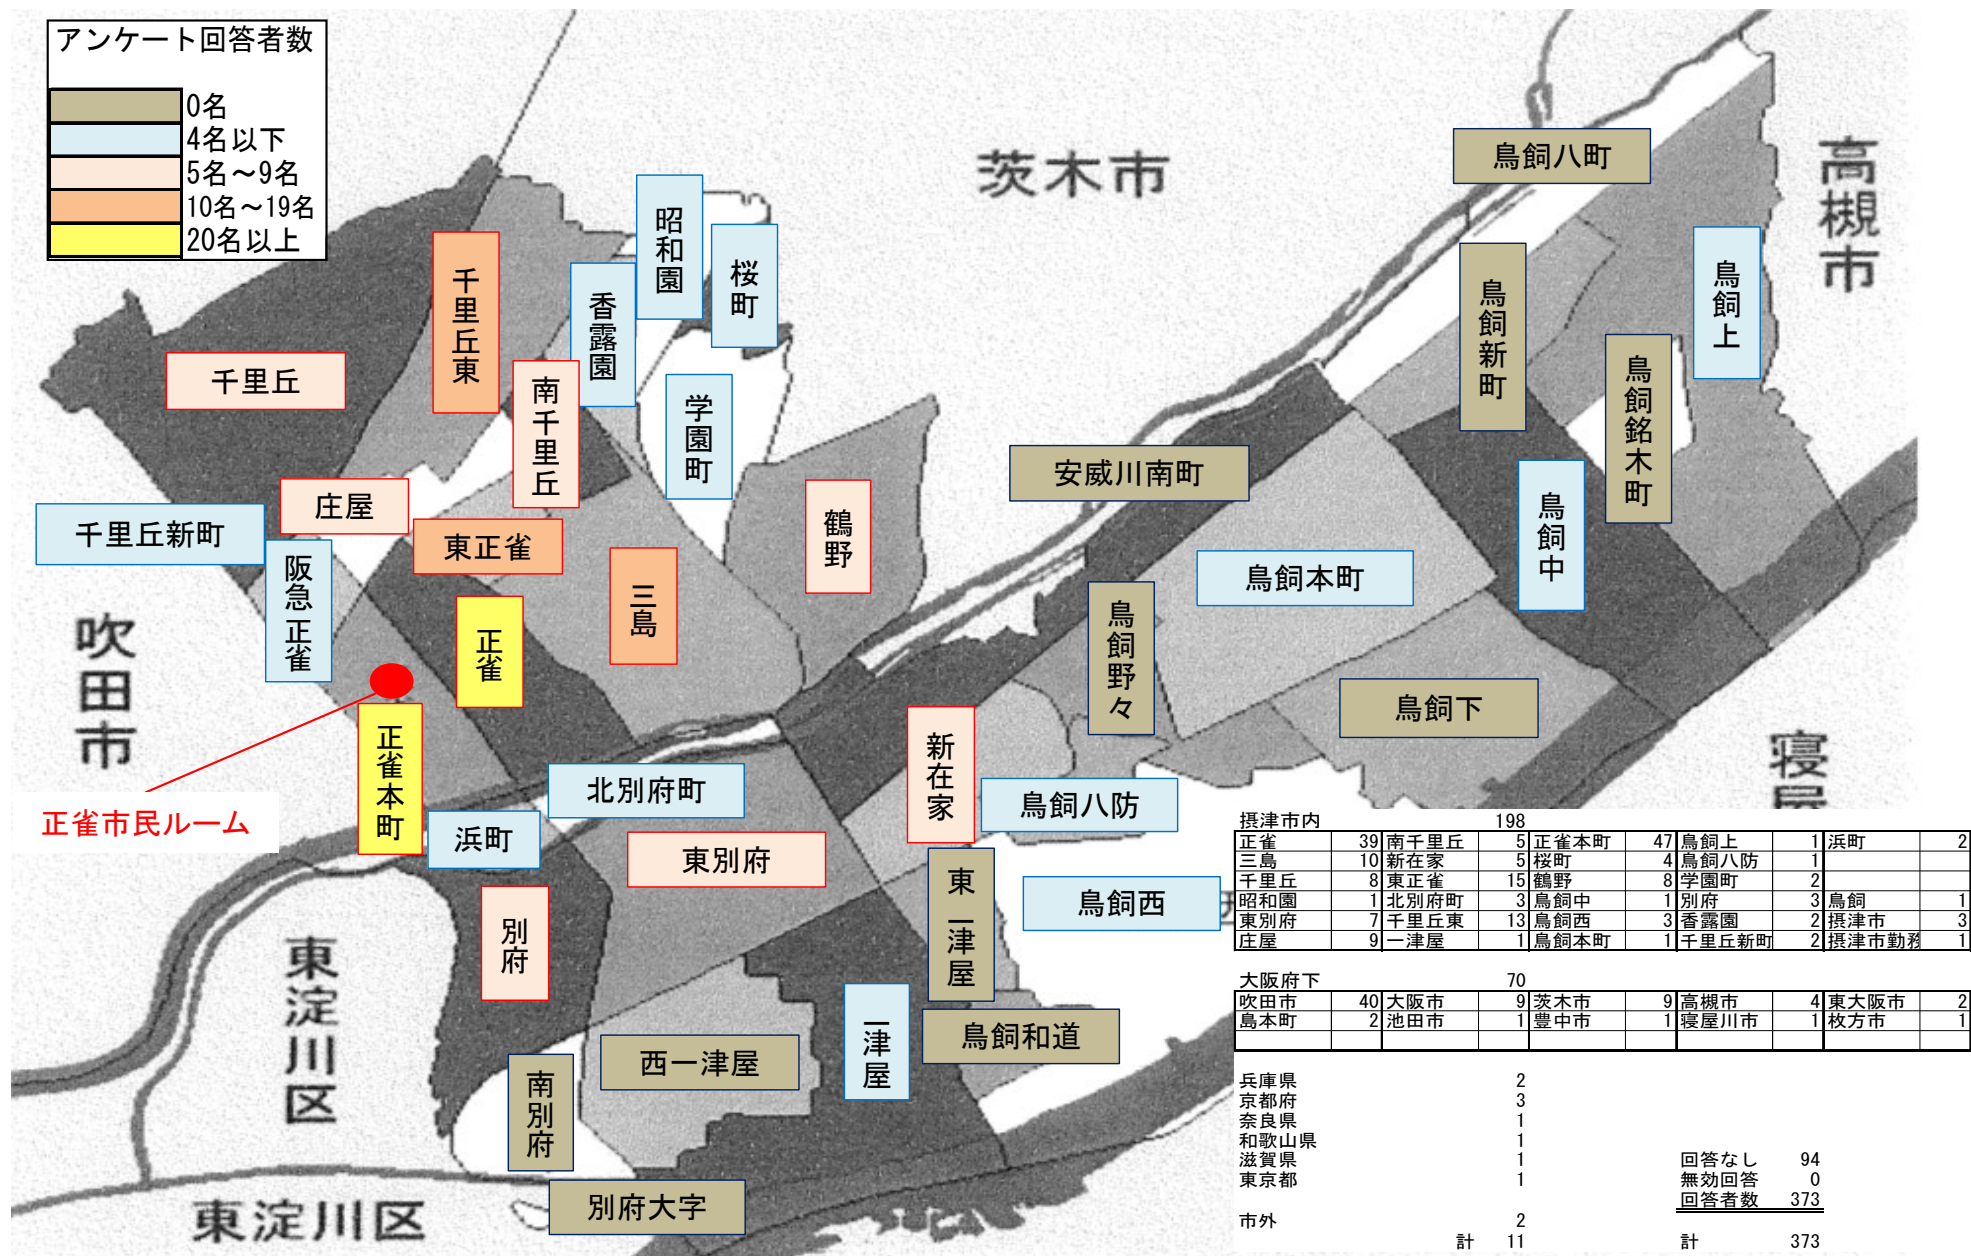 アンケート回答者数
0名
4名以下
5名～9名
10名～19名
20名以上
茨木市
高槻市
吹田市
東淀川区
東淀川区
寝屋
鳥飼八町
昭和園
桜町
千里丘東
香露園
鳥飼新町
鳥飼上
千里丘
南千里丘
学園町
鳥飼銘木町
安威川南町
庄屋
千里丘新町
東正雀
鶴野
鳥飼中
阪急正雀
三島
鳥飼本町
正雀
鳥飼野々
鳥飼下
正雀本町
新在家
北別府町
鳥飼八防
正雀市民ルーム
浜町
東別府
東一津屋
鳥飼西
別府
一津屋
鳥飼和道
西一津屋
南別府
別府大字
摂津市内 198
正雀 39 南千里丘 5 正雀本町 47 鳥飼上 1 浜町 2
三島 10 新在家 5 桜町 4 鳥飼八防 1
千里丘 8 東正雀 15 鶴野 8 学園町 2
昭和園 1 北別府町 3 鳥飼中 1 別府 3 鳥飼 1
東別府 7 千里丘東 13 鳥飼西 3 香露園 2 摂津市 3
庄屋 9 一津屋 1 鳥飼本町 1 千里丘新町 2 摂津市勤務 1
大阪府下 70
吹田市 40 大阪市 9 茨木市 9 高槻市 4 東大阪市 2
島本町 2 池田市 1 豊中市 1 寝屋川市 1 枚方市 1
兵庫県 2
京都府 3
奈良県 1
和歌山県 1
滋賀県 1 回答なし 94
東京都 1 無効回答 0
回答者数 373
市外 2
計 11 計 373